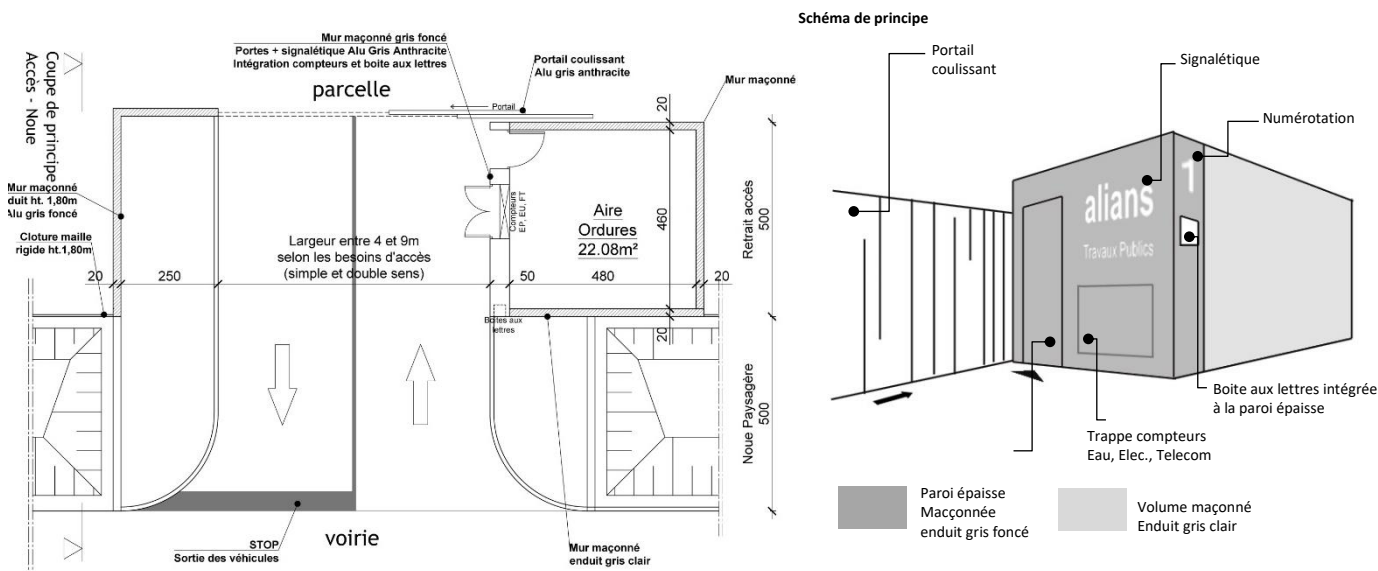 Schéma de principe
Coupe de principe
Accès - Noue
Mur maçonné gris foncé
Portes + signalétique Alu Gris Anthracite
Intégration compteurs et boite aux lettres
Portail coulissant
Alu gris anthracite
parcelle
Portail
Mur maçonné
20
Mur maçonné
duit ht. 1,80m
Alu gris foncé
Cloture maille
rigide ht.1,80m
20
250
Largeur entre 4 et 9m
selon les besoins d'accès
(simple et double sens)
Compteurs
EP, EU, FT
Aire
Ordures
22.08m²
460
50
480
20
20
Retrait accès
500
Noue Paysagère
500
Boites aux
lettres
STOP
Sortie des véhicules
voirie
Mur maçonné
enduit gris clair
Portail
coulissant
Signalétique
Numérotation
1
alians
Travaux Publics
Boite aux lettres intégrée
à la paroi épaisse
Trappe compteurs
Eau, Elec., Telecom
Paroi épaisse
Macçonnée
enduit gris foncé
Volume maçonné
Enduit gris clair